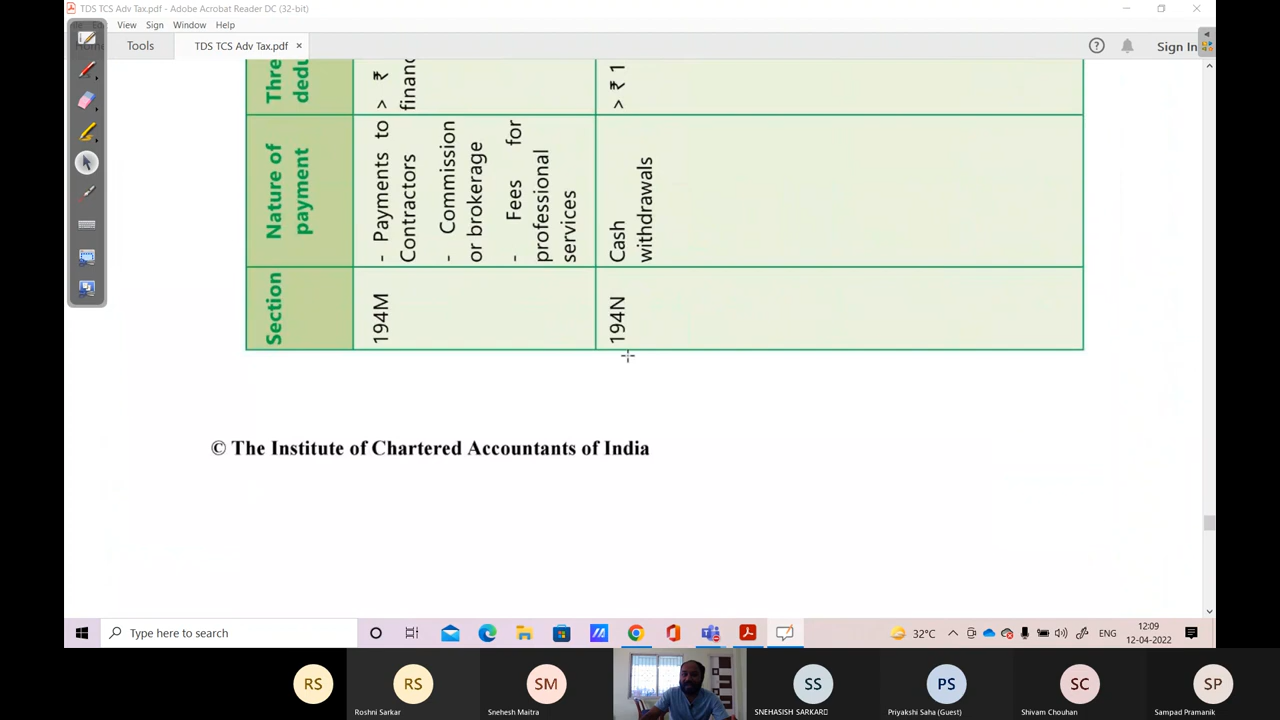 TDS TCS Adv Tax.pdf - Adobe Acrobat Reader DC (32-bit)
View Sign Window Help
Home Tools TDS TCS Adv Tax.pdf × Sign In
Section
Nature of
payment
194M
- Payments to
Contractors
- Commission
or brokerage
- Fees for
professional
services
> ₹
194N
Cash
withdrawals
> ₹ 1
© The Institute of Chartered Accountants of India
Type here to search
32°C ENG 12:09
12-04-2022
RS RS SM SS PS SC SP
Roshni Sarkar Snehesh Maitra SNEHASISH SARKAR Priyakshi Saha (Guest) Shivam Chouhan Sampad Pramanik